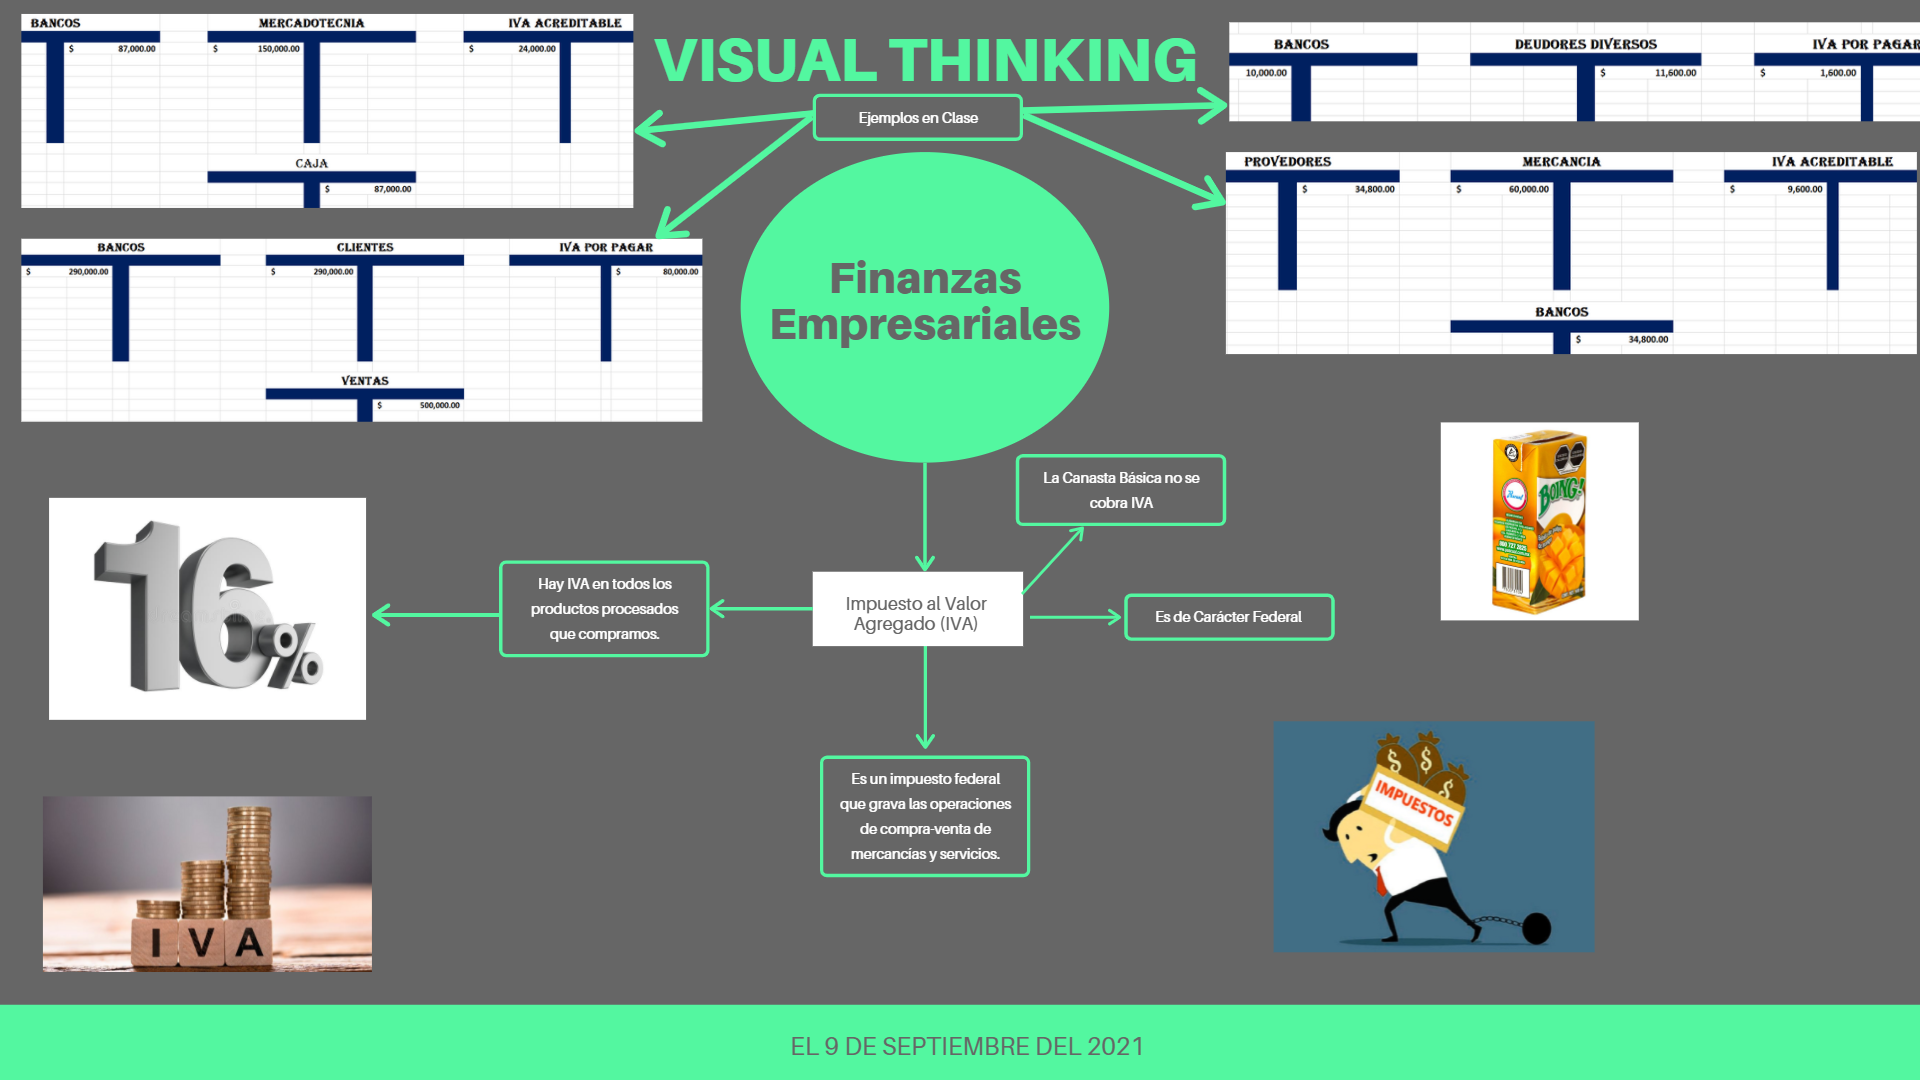 VISUAL THINKING
Ejemplos en Clase
BANCOS MERCADOTECNIA IVA ACREDITABLE
$ 87,000.00 $ 150,000.00 $ 24,000.00
CAJA
$ 87,000.00
BANCOS CLIENTES IVA POR PAGAR
$ 290,000.00 $ 290,000.00 $ 80,000.00
VENTAS
$ 500,000.00
BANCOS DEUDORES DIVERSOS IVA POR PAGAR
10,000.00 $ 11,600.00 $ 1,600.00
PROVEDORES MERCANCIA IVA ACREDITABLE
$ 34,800.00 $ 60,000.00 $ 9,600.00
BANCOS
$ 34,800.00
Finanzas
Empresariales
La Canasta Básica no se
cobra IVA
BOING!
16%
Hay IVA en todos los
productos procesados
que compramos.
Impuesto al Valor
Agregado (IVA)
Es de Carácter Federal
Es un impuesto federal
que grava las operaciones
de compra-venta de
mercancías y servicios.
IVA
$ $ $
IMPUESTOS
EL 9 DE SEPTIEMBRE DEL 2021